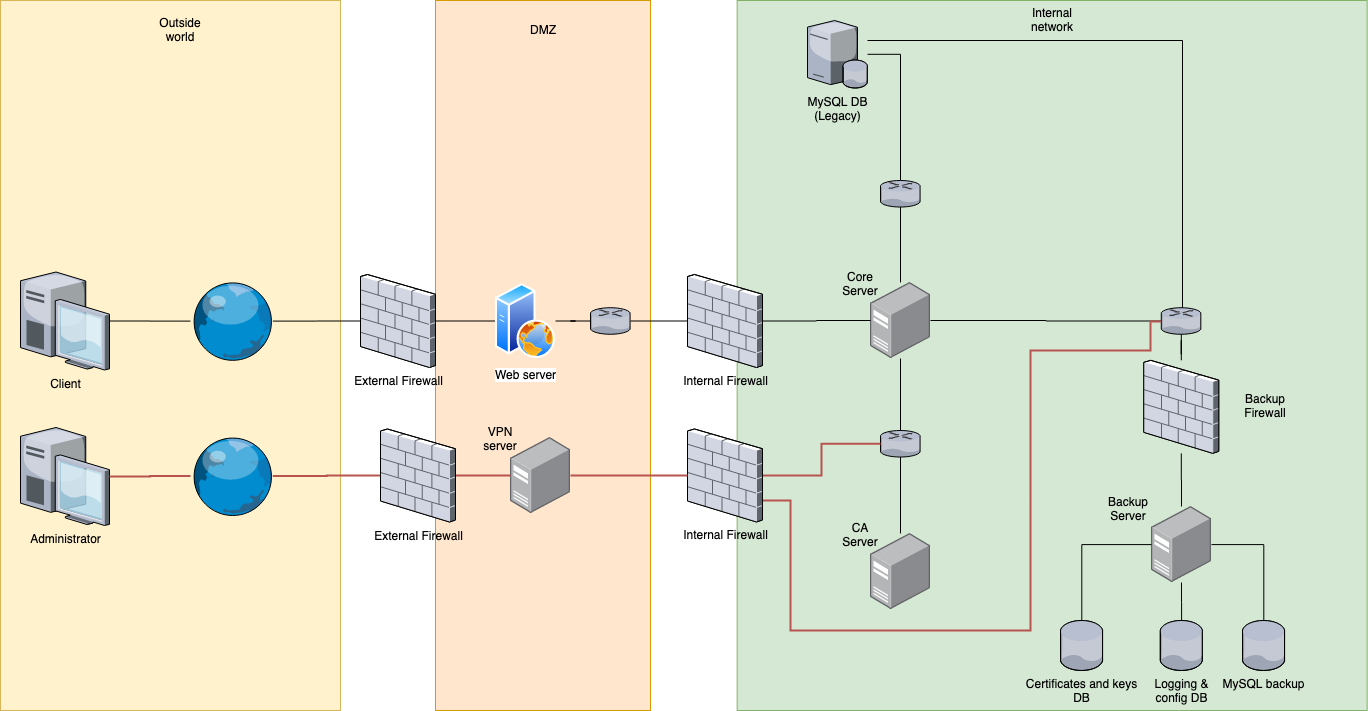 Outside
world
DMZ
Internal
network
MySQL DB
(Legacy)
Core
Server
Client
External Firewall
Web server
Internal Firewall
Backup
Firewall
VPN
server
Administrator
External Firewall
Internal Firewall
CA
Server
Backup
Server
Certificates and keys
DB
Logging &
config DB
MySQL backup